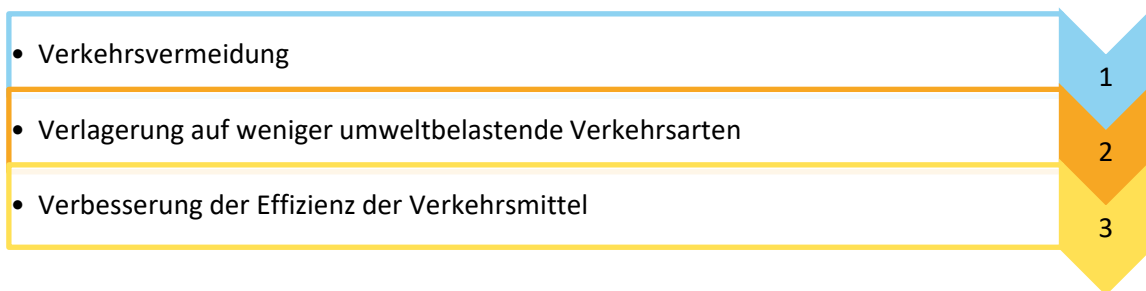 • Verkehrsvermeidung
1
• Verlagerung auf weniger umweltbelastende Verkehrsarten
2
• Verbesserung der Effizienz der Verkehrsmittel
3